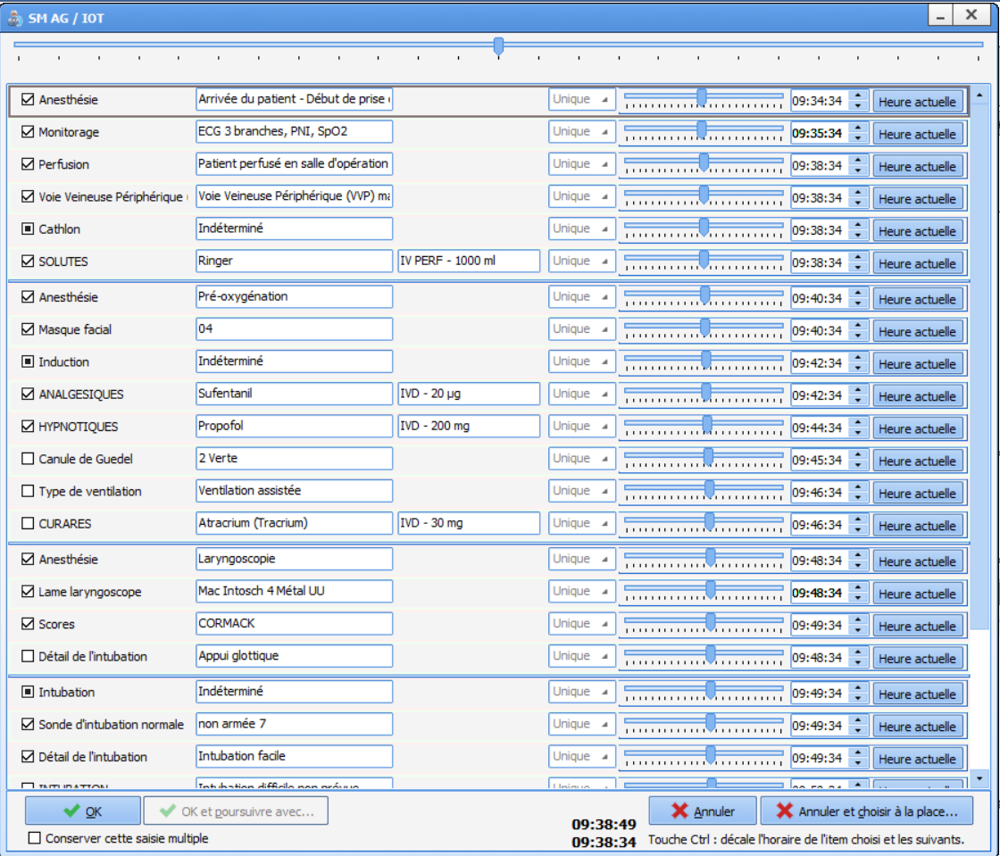 SM AG / IOT
Anesthésie Arrivée du patient - Début de prise Unique 09:34:34 Heure actuelle
Monitorage ECG 3 branches, PNI, SpO2 Unique 09:35:34 Heure actuelle
Perfusion Patient perfusé en salle d'opération Unique 09:38:34 Heure actuelle
Voie Veineuse Périphérique Voie Veineuse Périphérique (VVP) ma Unique 09:38:34 Heure actuelle
Cathlon Indéterminé Unique 09:38:34 Heure actuelle
SOLUTES Ringer IV PERF - 1000 ml Unique 09:38:34 Heure actuelle
Anesthésie Pré-oxygénation Unique 09:40:34 Heure actuelle
Masque facial 04 Unique 09:40:34 Heure actuelle
Induction Indéterminé Unique 09:42:34 Heure actuelle
ANALGESIQUES Sufentanil IVD - 20 µg Unique 09:42:34 Heure actuelle
HYPNOTIQUES Propofol IVD - 200 mg Unique 09:44:34 Heure actuelle
Canule de Guedel 2 Verte Unique 09:45:34 Heure actuelle
Type de ventilation Ventilation assistée Unique 09:46:34 Heure actuelle
CURARES Atracrium (Tracrium) IVD - 30 mg Unique 09:46:34 Heure actuelle
Anesthésie Laryngoscopie Unique 09:48:34 Heure actuelle
Lame laryngoscope Mac Intosch 4 Métal UU Unique 09:48:34 Heure actuelle
Scores CORMACK Unique 09:49:34 Heure actuelle
Détail de l'intubation Appui glottique Unique 09:48:34 Heure actuelle
Intubation Indéterminé Unique 09:49:34 Heure actuelle
Sonde d'intubation normale non armée 7 Unique 09:49:34 Heure actuelle
Détail de l'intubation Intubation facile Unique 09:49:34 Heure actuelle
INTUBATION Intubation difficile non prévue
OK OK et poursuivre avec... Annuler Annuler et choisir à la place...
09:38:49
Conserver cette saisie multiple 09:38:34 Touche Ctrl : décale l'horaire de l'item choisi et les suivants.